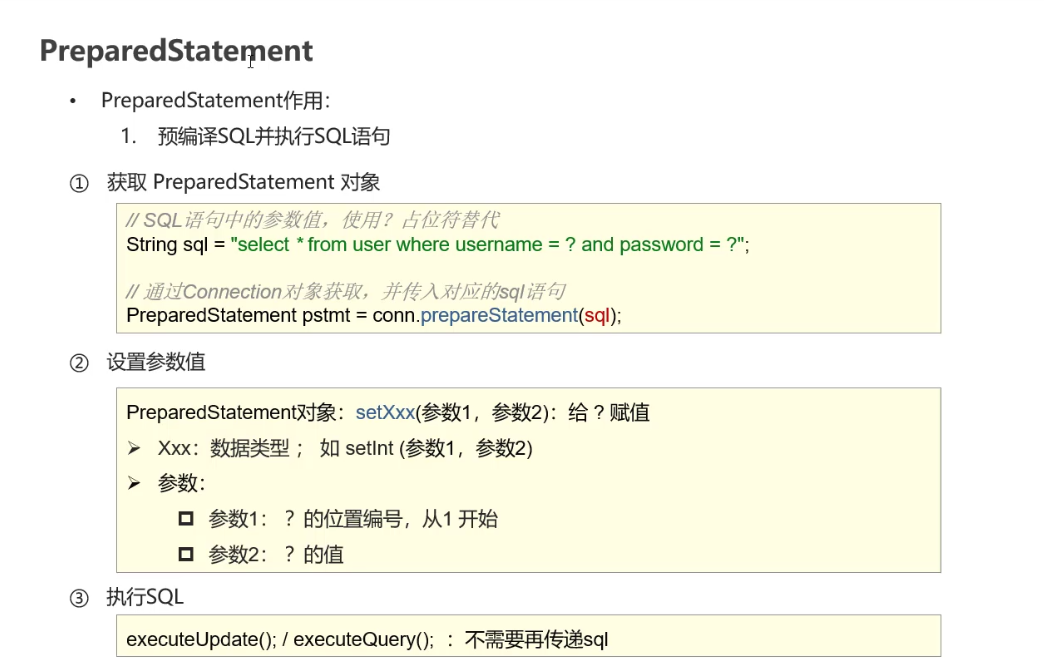 PreparedStatement
• PreparedStatement作用：
1. 预编译SQL并执行SQL语句
① 获取 PreparedStatement 对象
// SQL语句中的参数值，使用？占位符替代
String sql = "select * from user where username = ? and password = ?";
// 通过Connection对象获取，并传入对应的sql语句
PreparedStatement pstmt = conn.prepareStatement(sql);
② 设置参数值
PreparedStatement对象：setXxx(参数1，参数2)：给 ? 赋值
➢ Xxx：数据类型 ； 如 setInt (参数1，参数2)
➢ 参数：
参数1： ？的位置编号，从1 开始
参数2： ？的值
③ 执行SQL
executeUpdate(); / executeQuery(); ：不需要再传递sql